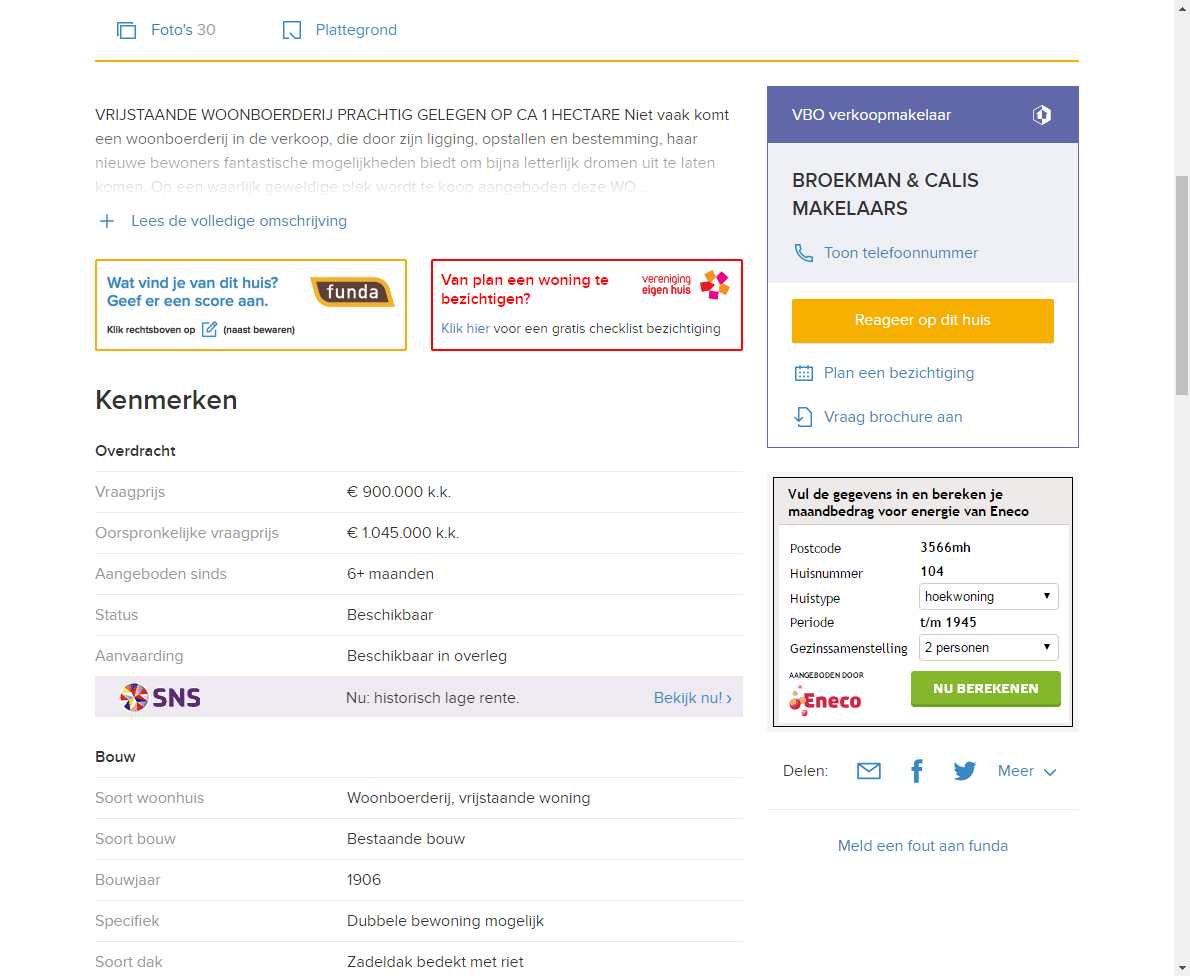 Foto's 30
Plattegrond
VRIJSTAANDE WOONBOERDERIJ PRACHTIG GELEGEN OP CA 1 HECTARE Niet vaak komt
een woonboerderij in de verkoop, die door zijn ligging, opstallen en bestemming, haar
nieuwe bewoners fantastische mogelijkheden biedt om bijna letterlijk dromen uit te laten
komen. Op een waarlijk geweldige plek wordt te koop aangeboden deze WO ...
Lees de volledige omschrijving
Wat vind je van dit huis?
Geef er een score aan.
funda
Klik rechtsboven op (naast bewaren)
Van plan een woning te
bezichtigen?
vereniging
eigen huis
Klik hier voor een gratis checklist bezichtiging
Kenmerken
Overdracht
Vraagprijs € 900.000 k.k.
Oorspronkelijke vraagprijs € 1.045.000 k.k.
Aangeboden sinds 6+ maanden
Status Beschikbaar
Aanvaarding Beschikbaar in overleg
SNS Nu: historisch lage rente. Bekijk nu! ›
Bouw
Soort woonhuis Woonboerderij, vrijstaande woning
Soort bouw Bestaande bouw
Bouwjaar 1906
Specifiek Dubbele bewoning mogelijk
Soort dak Zadeldak bedekt met riet
VBO verkoopmakelaar
BROEKMAN & CALIS
MAKELAARS
Toon telefoonnummer
Reageer op dit huis
Plan een bezichtiging
Vraag brochure aan
Vul de gegevens in en bereken je
maandbedrag voor energie van Eneco
Postcode 3566mh
Huisnummer 104
Huistype hoekwoning
Periode t/m 1945
Gezinssamenstelling 2 personen
AANGEBODEN DOOR
Eneco
NU BEREKENEN
Delen: Meer
Meld een fout aan funda